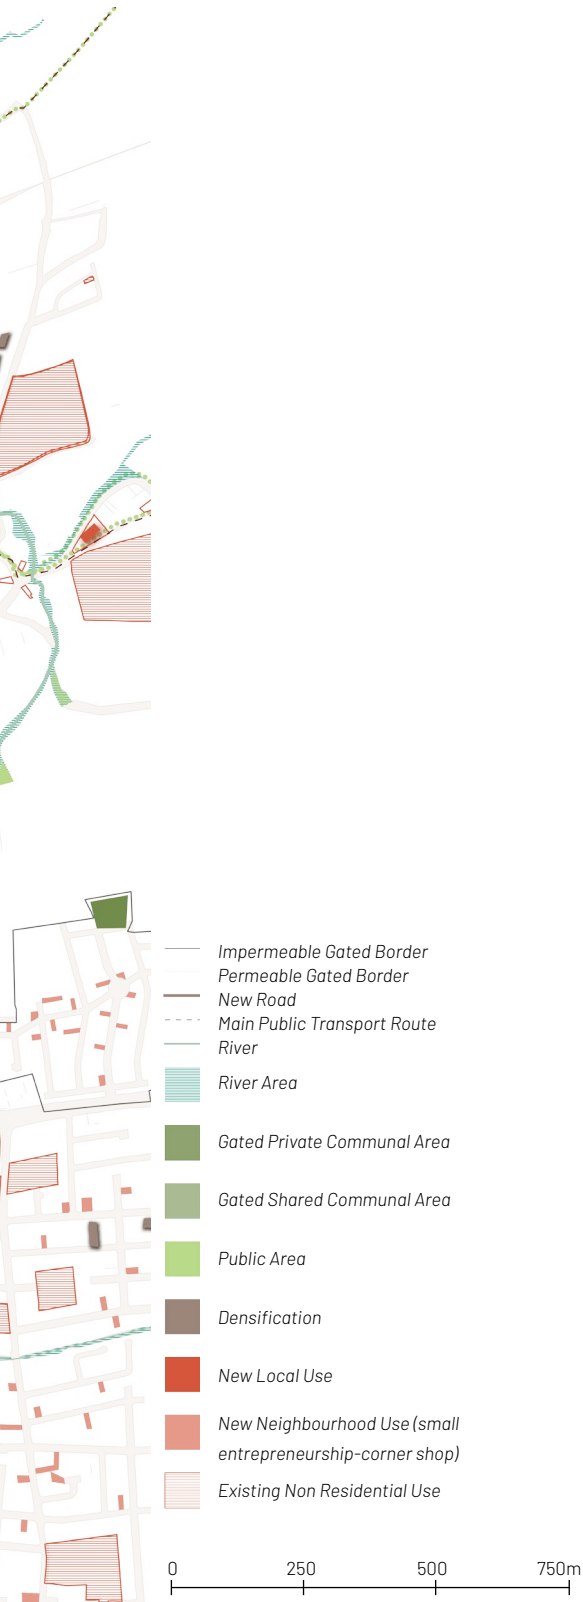 Impermeable Gated Border
Permeable Gated Border
New Road
Main Public Transport Route
River
River Area
Gated Private Communal Area
Gated Shared Communal Area
Public Area
Densification
New Local Use
New Neighbourhood Use (small
entrepreneurship-corner shop)
Existing Non Residential Use
0 250 500 750m